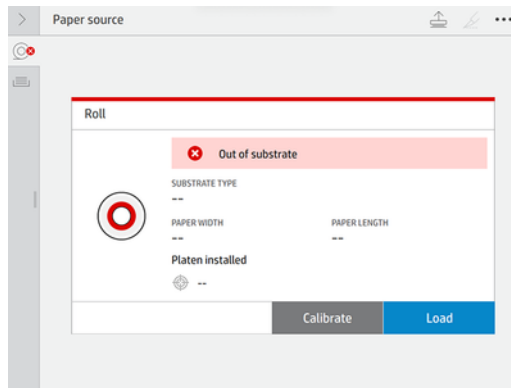 Paper source
Roll
Out of substrate
SUBSTRATE TYPE
--
PAPER WIDTH PAPER LENGTH
-- --
Platen installed
--
Calibrate Load